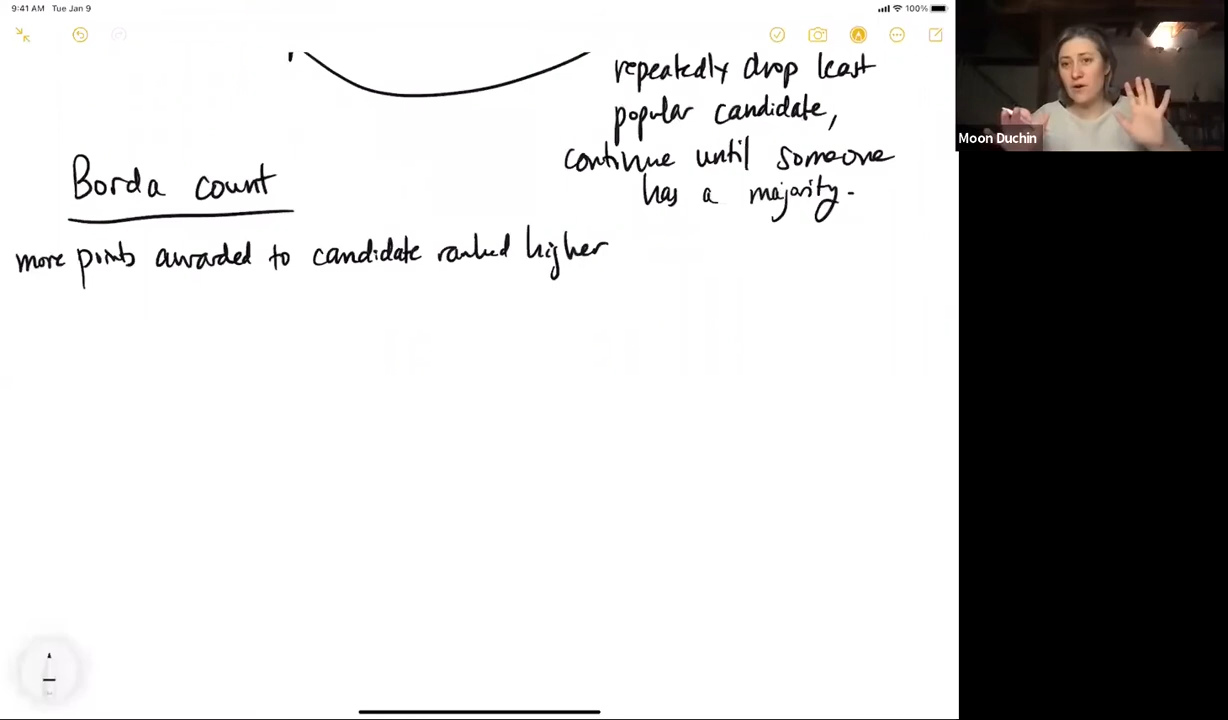 9:41 AM Tue Jan 9
100%
repeatedly drop least
popular candidate,
continue until someone
has a majority.
Borda count
more points awarded to candidate ranked higher
Moon Duchin